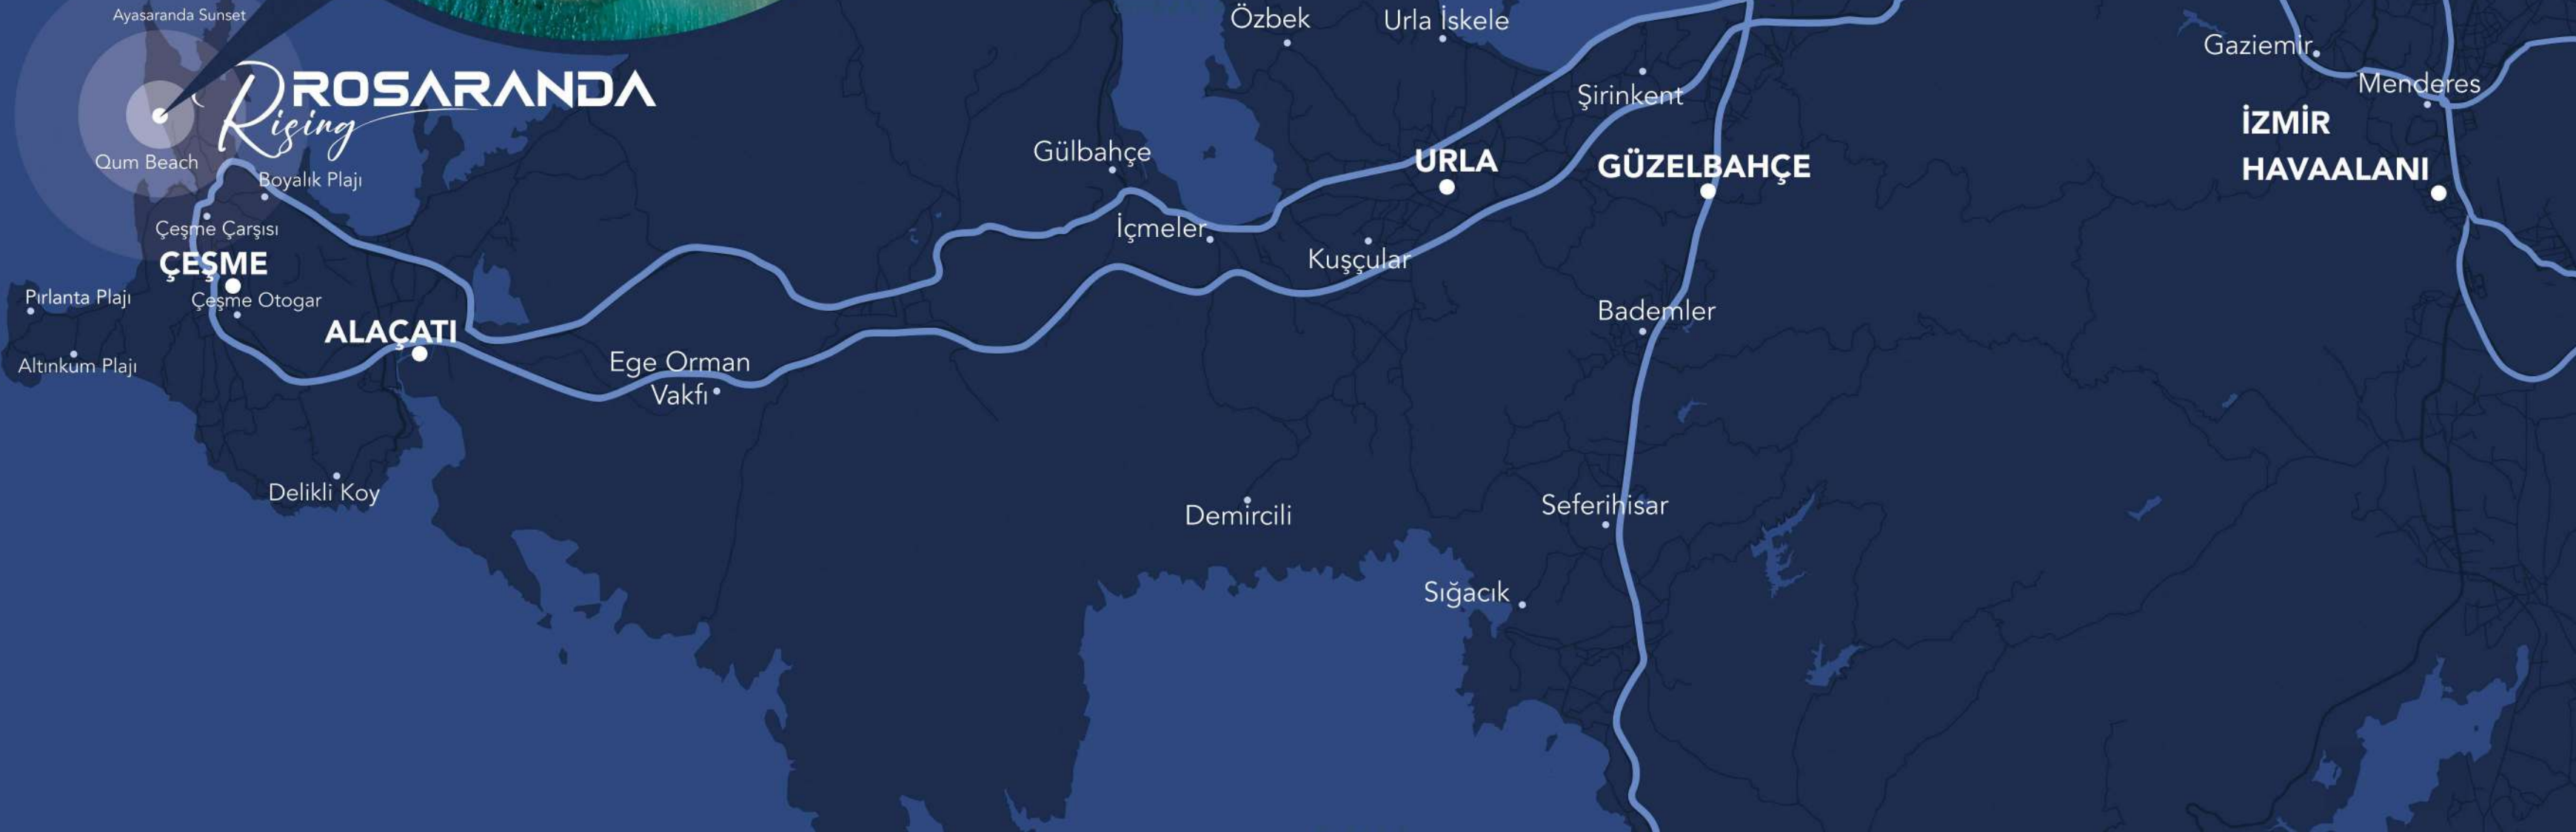 Ayasaranda Sunset
ROSARANDA
Rising
Qum Beach
Boyalık Plajı
Çeşme Çarşısı
ÇEŞME
Pırlanta Plajı
Çeşme Otogar
ALAÇATI
Altınkum Plajı
Ege Orman
Vakfı
Delikli Koy
Özbek
Urla İskele
Gülbahçe
Şirinkent
URLA
GÜZELBAHÇE
İçmeler
Kuşçular
Bademler
Demircili
Seferihisar
Sığacık
Gaziemir
Menderes
İZMİR
HAVAALANI